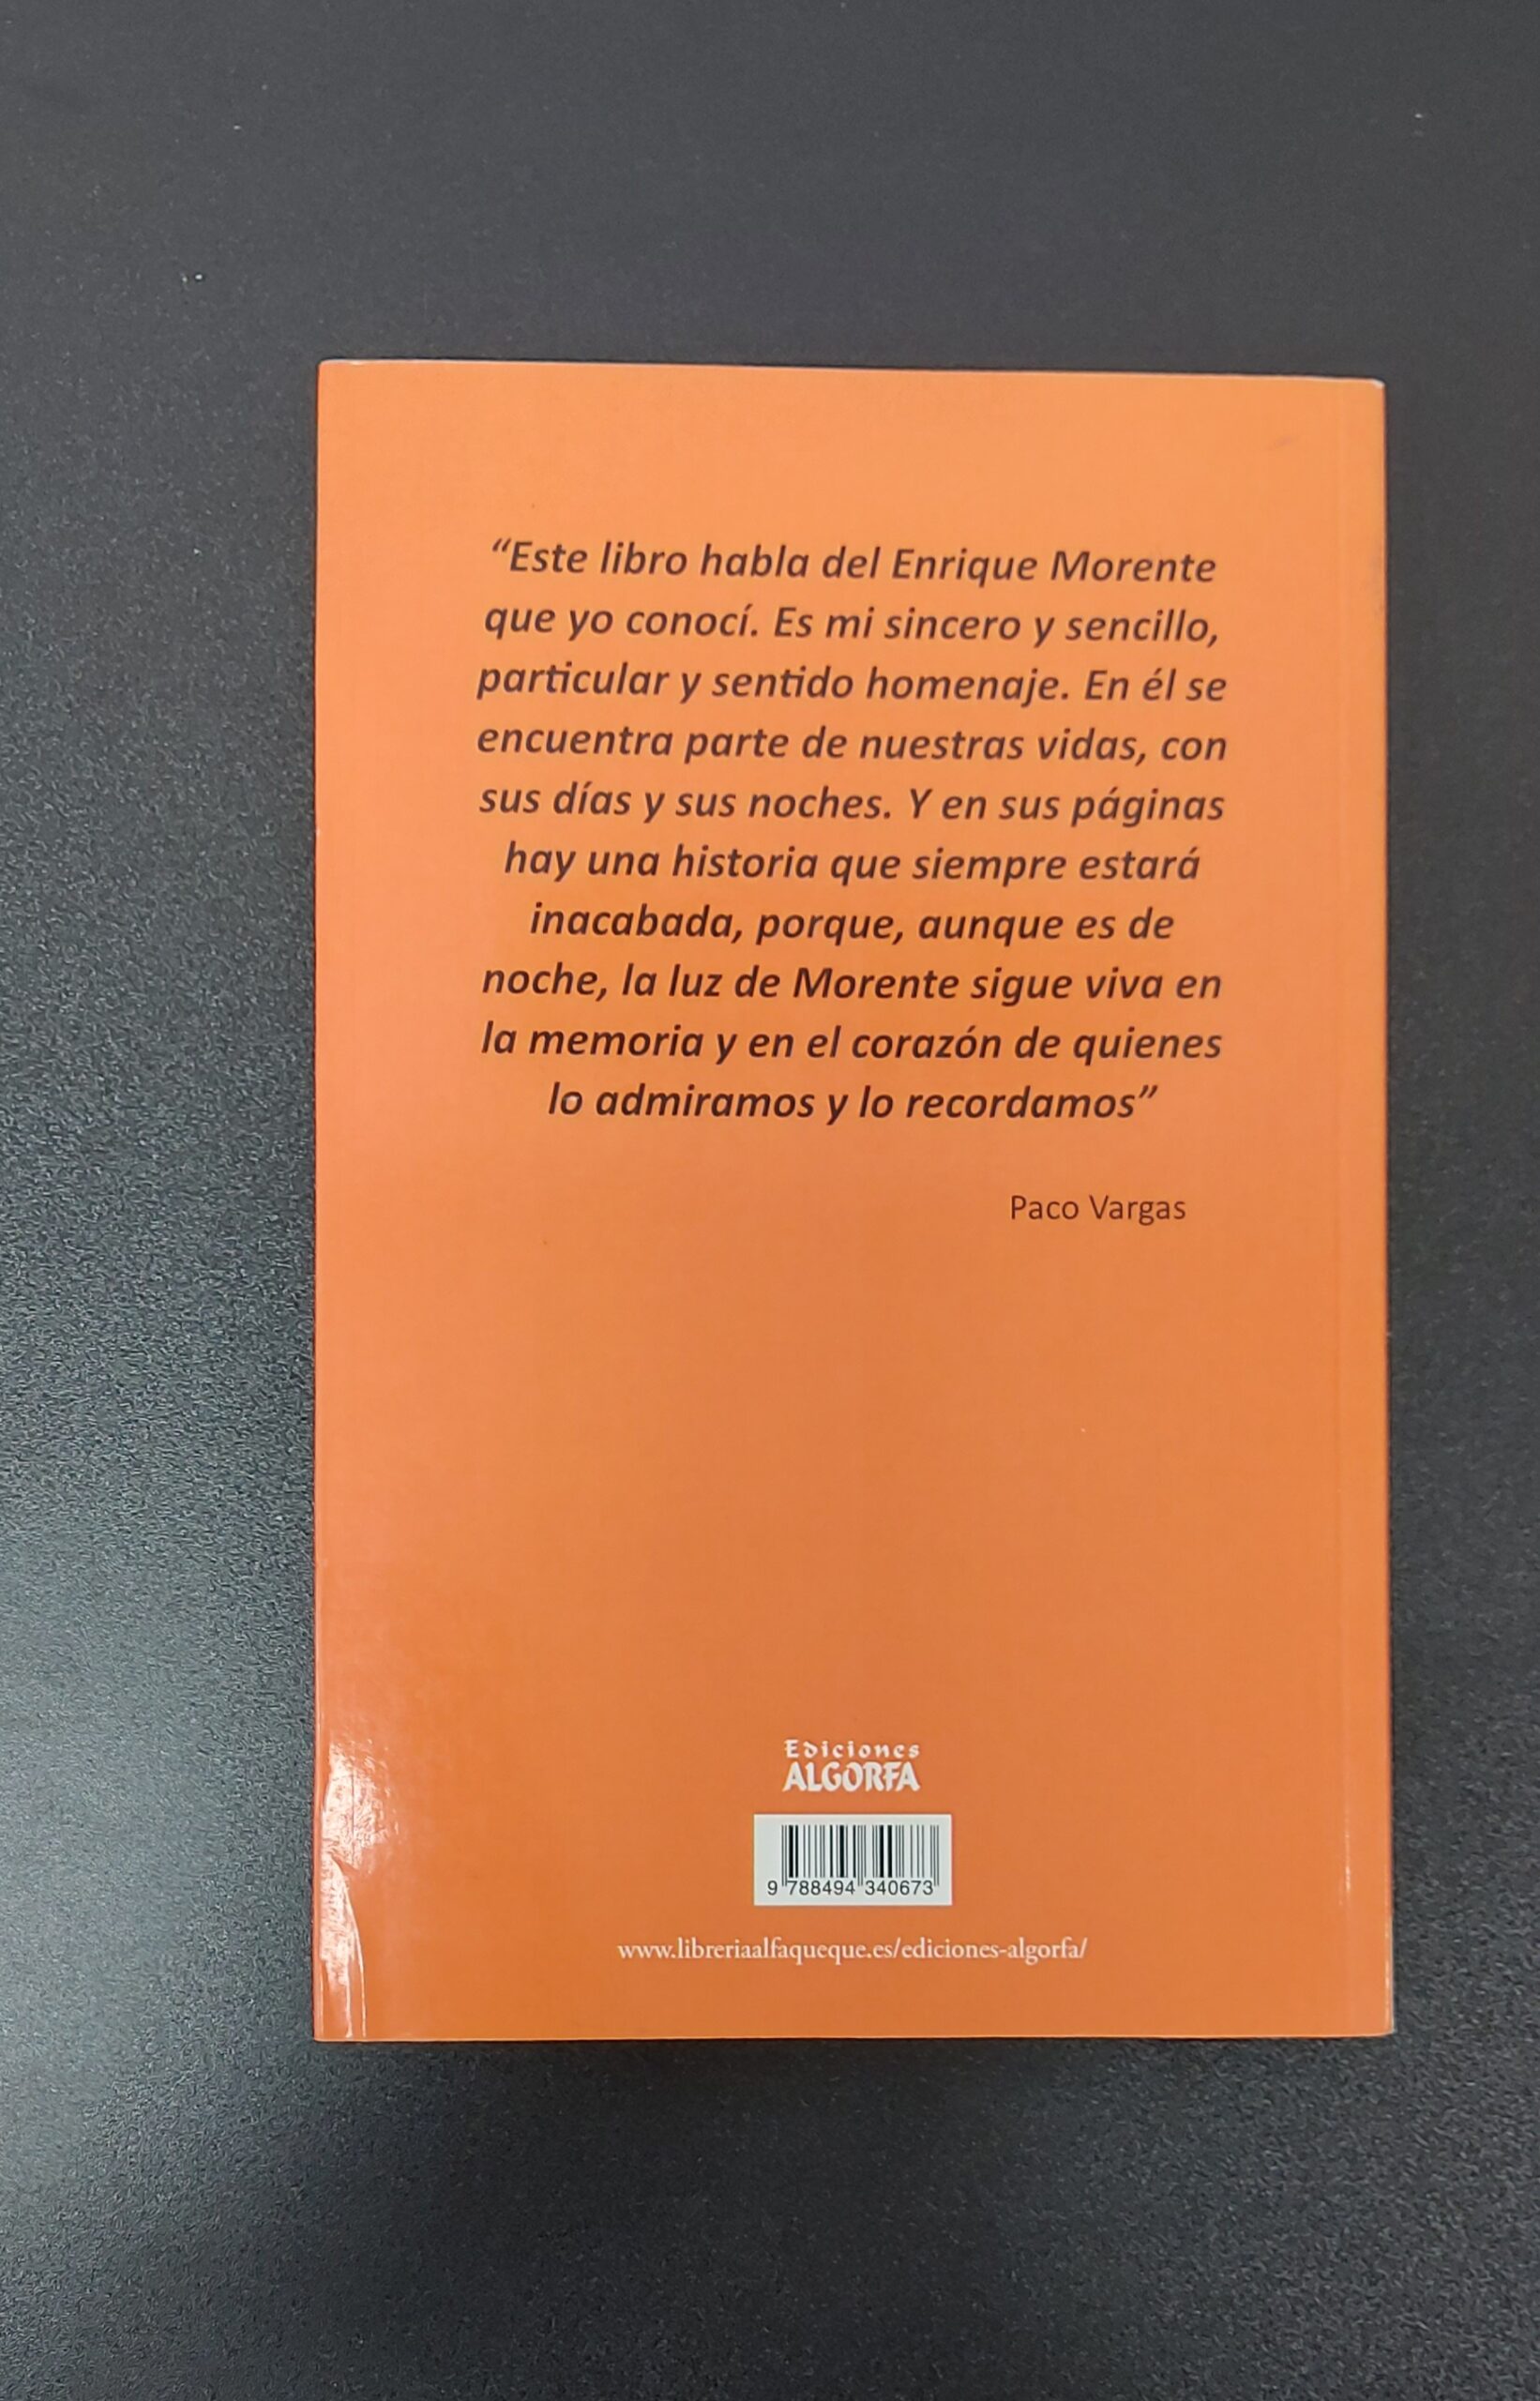 “Este libro habla del Enrique Morente
que yo conocí. Es mi sincero y sencillo,
particular y sentido homenaje. En él se
encuentra parte de nuestras vidas, con
sus días y sus noches. Y en sus páginas
hay una historia que siempre estará
inacabada, porque, aunque es de
noche, la luz de Morente sigue viva en
la memoria y en el corazón de quienes
lo admiramos y lo recordamos”
Paco Vargas
Ediciones
ALGORFA
9 788494 340673
www.libreriaalfaqueque.es/ediciones-algorfa/